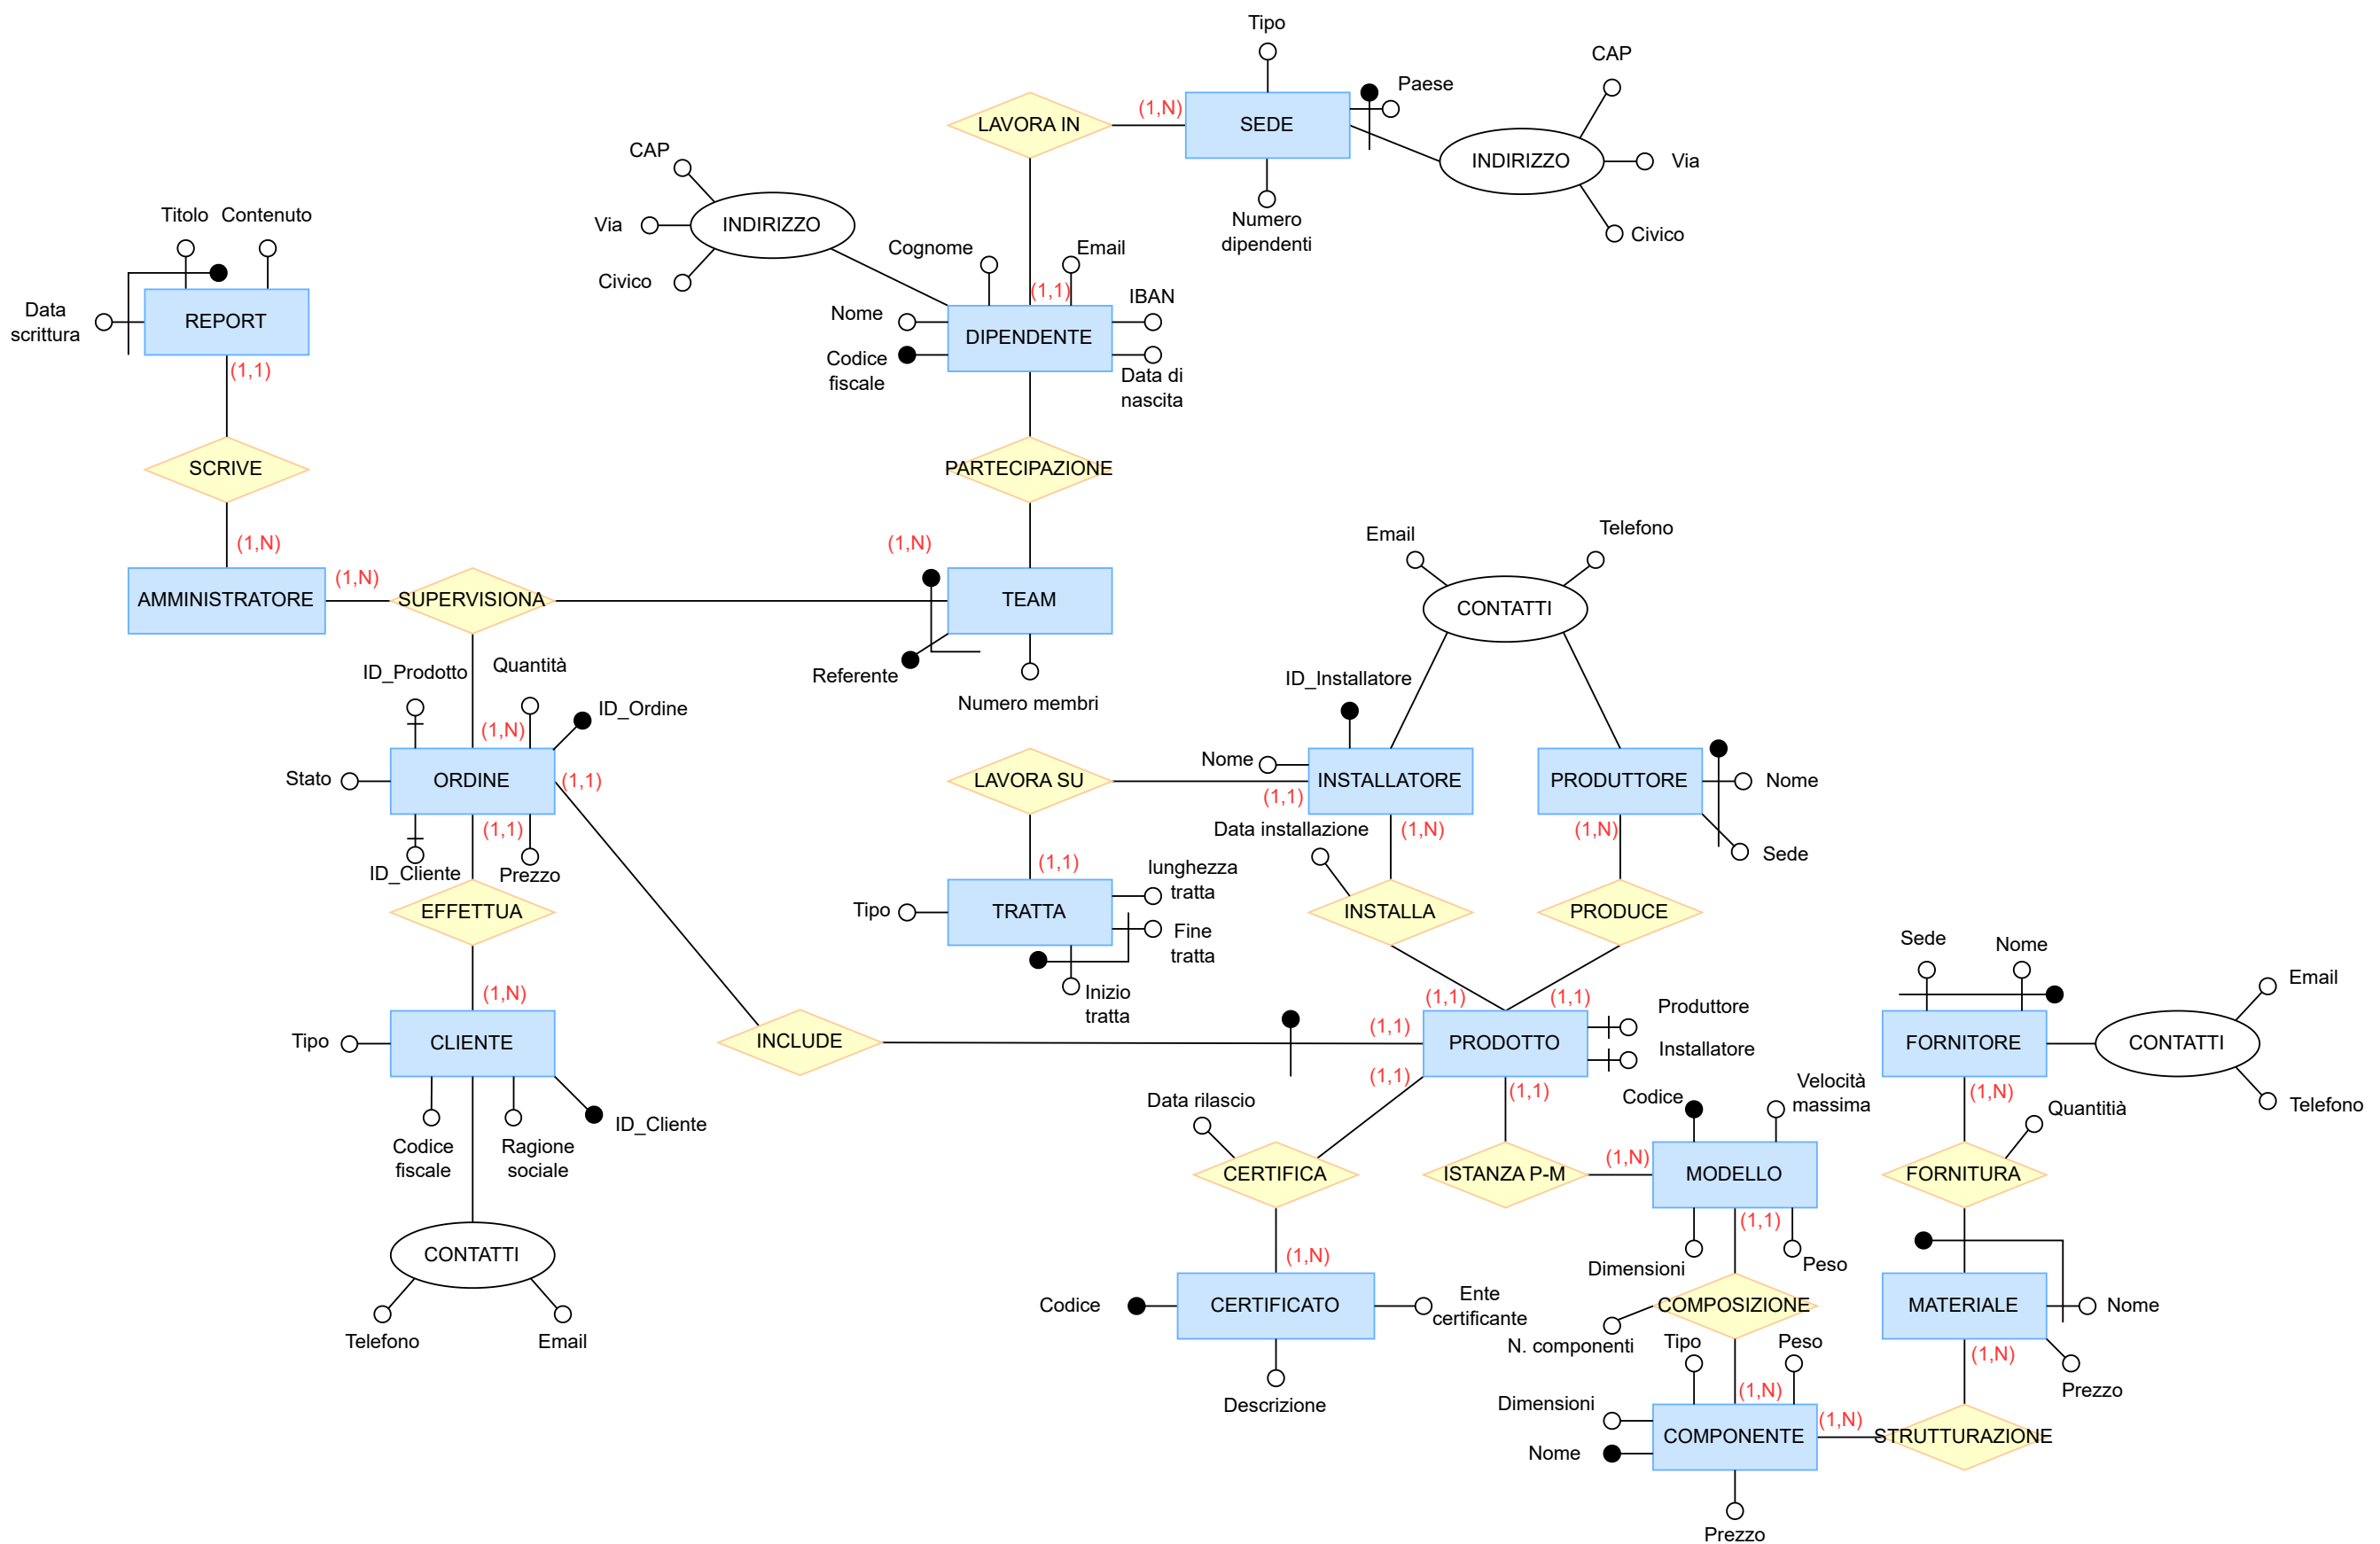 Tipo
CAP
Paese
(1,N)
LAVORA IN
SEDE
INDIRIZZO
Via
Civico
Numero
dipendenti
CAP
Via
INDIRIZZO
Civico
Titolo
Contenuto
Data
scrittura
REPORT
(1,1)
Cognome
Email
(1,1)
IBAN
Nome
DIPENDENTE
Codice
fiscale
Data di
nascita
SCRIVE
PARTECIPAZIONE
(1,N)
(1,N)
(1,N)
AMMINISTRATORE
SUPERVISIONA
TEAM
Referente
Numero membri
Email
Telefono
CONTATTI
ID_Prodotto
Quantità
ID_Ordine
(1,N)
Stato
ORDINE
(1,1)
(1,1)
ID_Cliente
Prezzo
ID_Installatore
Nome
LAVORA SU
INSTALLATORE
PRODUTTORE
Nome
(1,1)
(1,N)
(1,N)
Data installazione
Sede
(1,1)
lunghezza
tratta
EFFETTUA
Tipo
TRATTA
Fine
tratta
Inizio
tratta
INSTALLA
PRODUCE
(1,N)
Tipo
CLIENTE
Codice
fiscale
Ragione
sociale
ID_Cliente
CONTATTI
Telefono
Email
INCLUDE
(1,1)
(1,1)
(1,1)
PRODOTTO
Produttore
Installatore
(1,1)
(1,1)
Sede
Nome
Email
FORNITORE
CONTATTI
Telefono
(1,N)
Quantitià
FORNITURA
Data rilascio
CERTIFICA
ISTANZA P-M
(1,N)
Codice
Velocità
massima
MODELLO
(1,1)
Dimensioni
Peso
(1,N)
Codice
CERTIFICATO
Ente
certificante
Descrizione
COMPOSIZIONE
N. componenti
MATERIALE
Nome
(1,N)
Prezzo
Tipo
Peso
(1,N)
Dimensioni
Nome
COMPONENTE
(1,N)
STRUTTURAZIONE
Prezzo